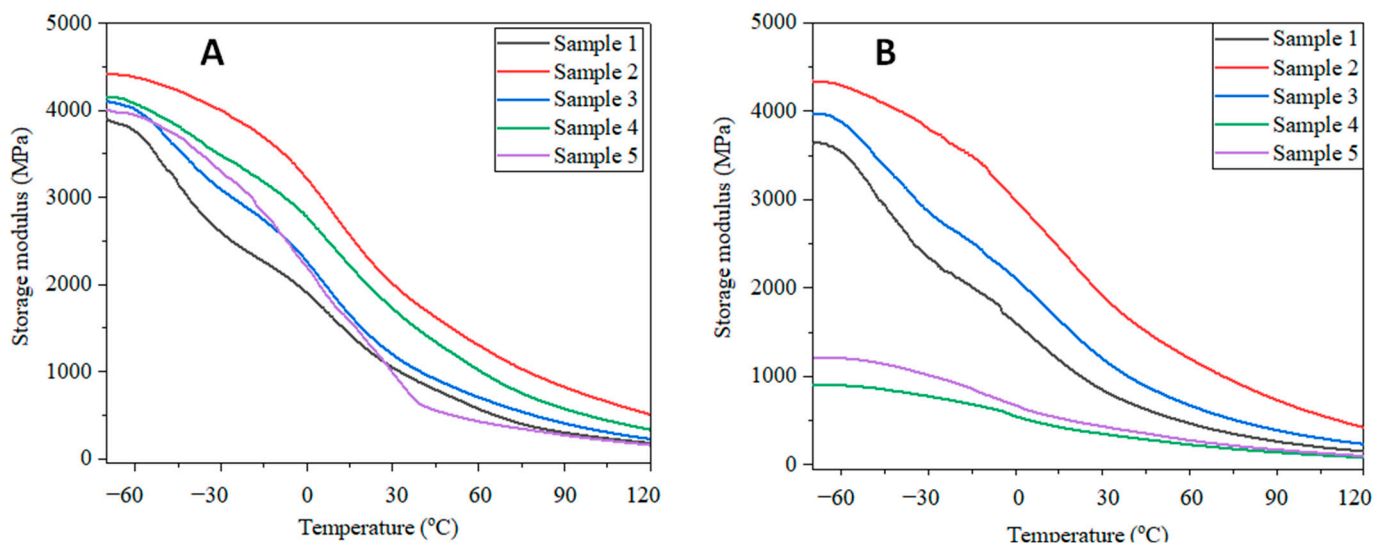 A
Storage modulus (MPa)
5000
4000
3000
2000
1000
0
−60
−30
0
30
60
90
120
Temperature (°C)
Sample 1
Sample 2
Sample 3
Sample 4
Sample 5
B
Storage modulus (MPa)
5000
4000
3000
2000
1000
0
−60
−30
0
30
60
90
120
Temperature (°C)
Sample 1
Sample 2
Sample 3
Sample 4
Sample 5